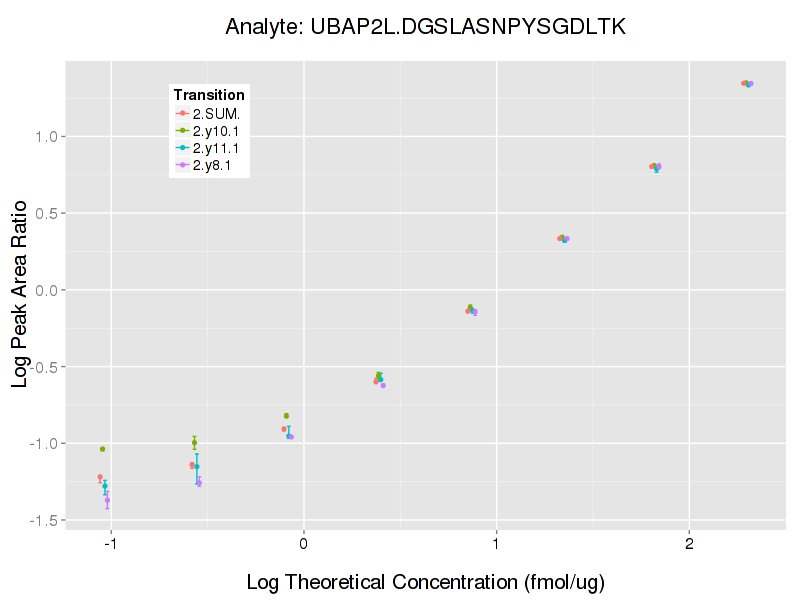 Analyte: UBAP2L.DGSLASNPYSGDLTK
Transition
2.SUM.
2.y10.1
2.y11.1
2.y8.1
Log Peak Area Ratio
1.0
0.5
0.0
-0.5
-1.0
-1.5
-1 0 1 2
Log Theoretical Concentration (fmol/ug)